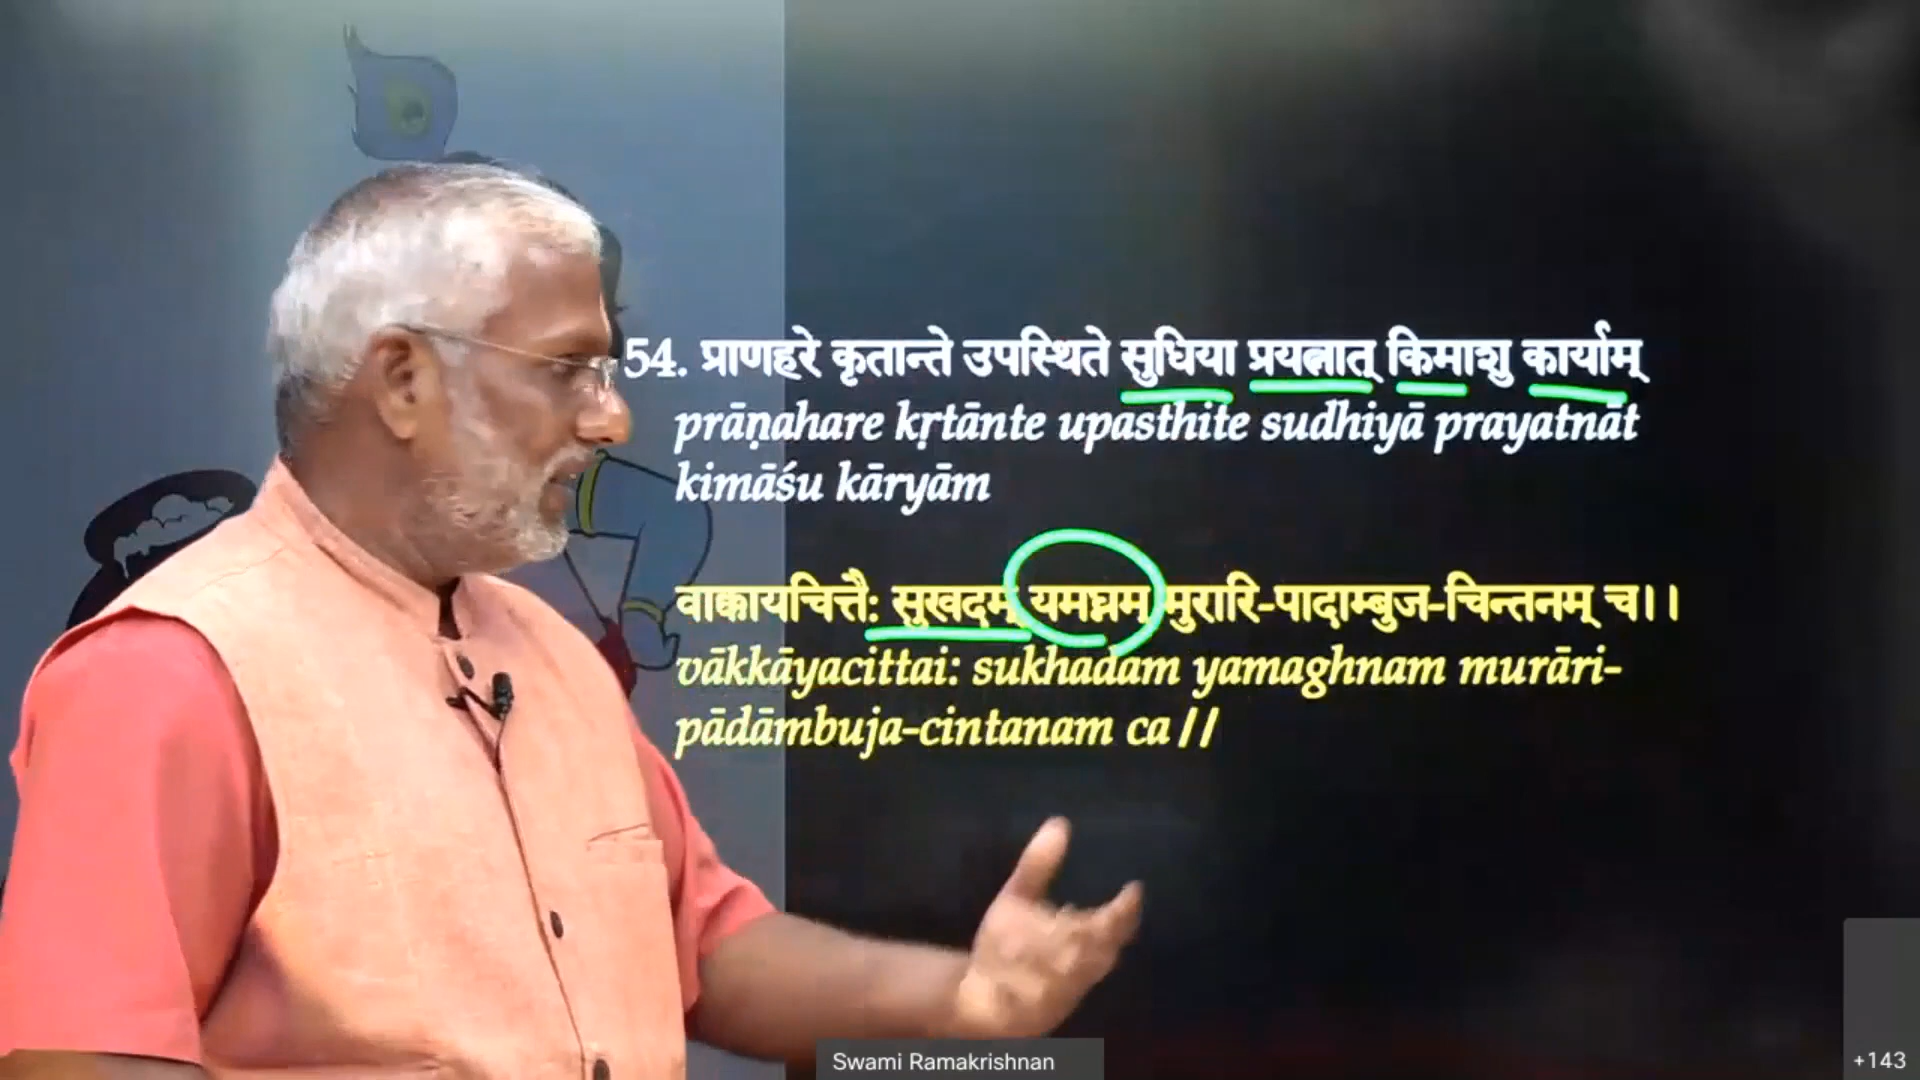 54. प्राणहरे कृतान्ते उपस्थिते सुधिया प्रयत्नात् किमाशु कार्याम्
prāṇahare kṛtānte upasthite sudhiyā prayatnāt
kimāśu kāryām
वाक्कायचित्तै: सुखदम् यमघ्नम् मुरारि-पादाम्बुज-चिन्तनम् च।।
vākkāyacittai: sukhadam yamaghnam murāri-
pādāmbuja-cintanam ca//
Swami Ramakrishnan
+143